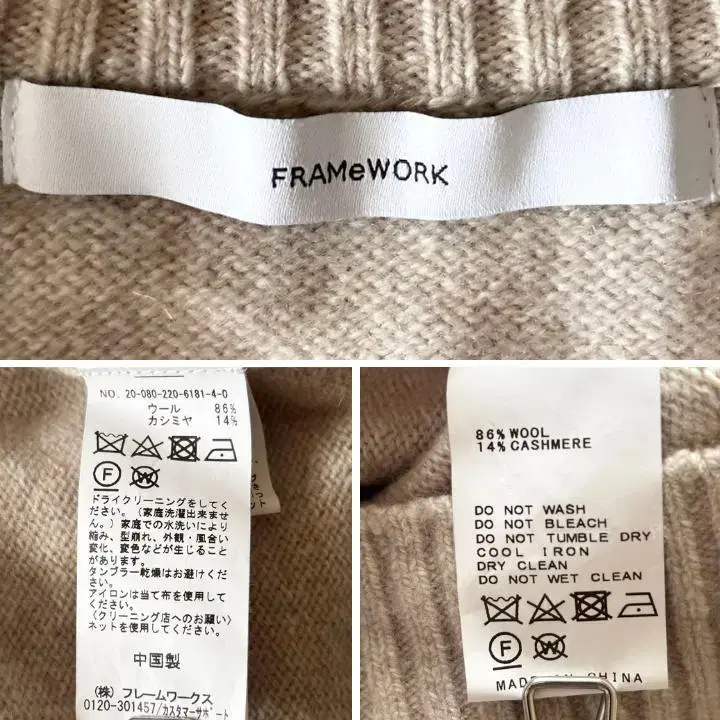 FRAMeWORK
NO. 20-080-220-6181-4-0
ウール 86%
カシミヤ 14%
F
W
ドライクリーニングをしてく
ださい。(家庭洗濯出来ませ
ん。)家庭での水洗いにより
縮み、型崩れ、外観・風合い
変化、変色などが生じること
があります。
タンブラー乾燥はお避けくださ
い。
アイロンは当て布を使用して
ください。
〈クリーニング店へのお願い〉
ネットを使用してください。
中国製
(株) フレームワークス
0120-301457/カスタマーサポート
86% WOOL
14% CASHMERE
DO NOT WASH
DO NOT BLEACH
DO NOT TUMBLE DRY
COOL IRON
DRY CLEAN
DO NOT WET CLEAN
F
W
CHINA